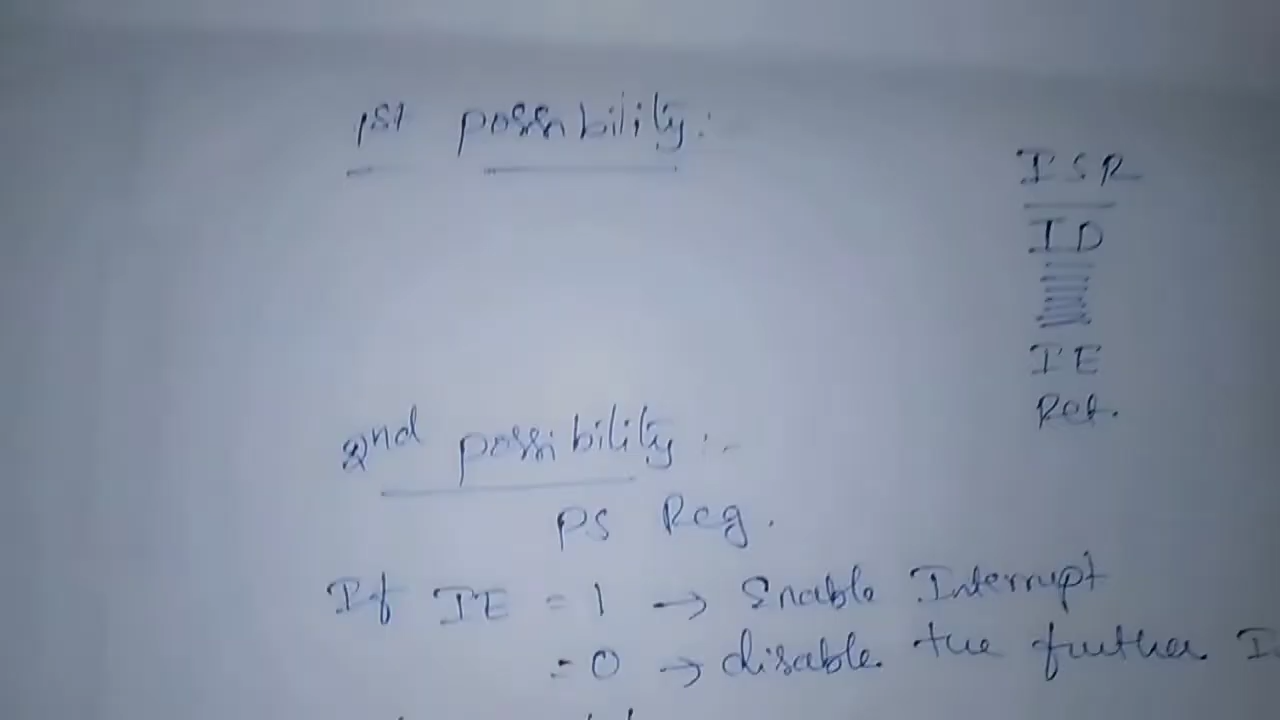 1st possibility:
ISR
ID
IE
Ret.
2nd possibility :-
PS Reg.
If IE = 1 → Enable Interrupt
= 0 → disable the further I